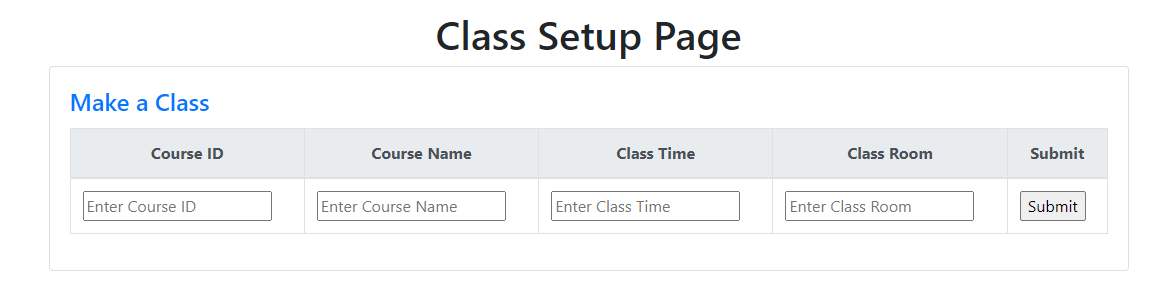 Class Setup Page
Make a Class
Course ID Course Name Class Time Class Room Submit
Enter Course ID Enter Course Name Enter Class Time Enter Class Room Submit